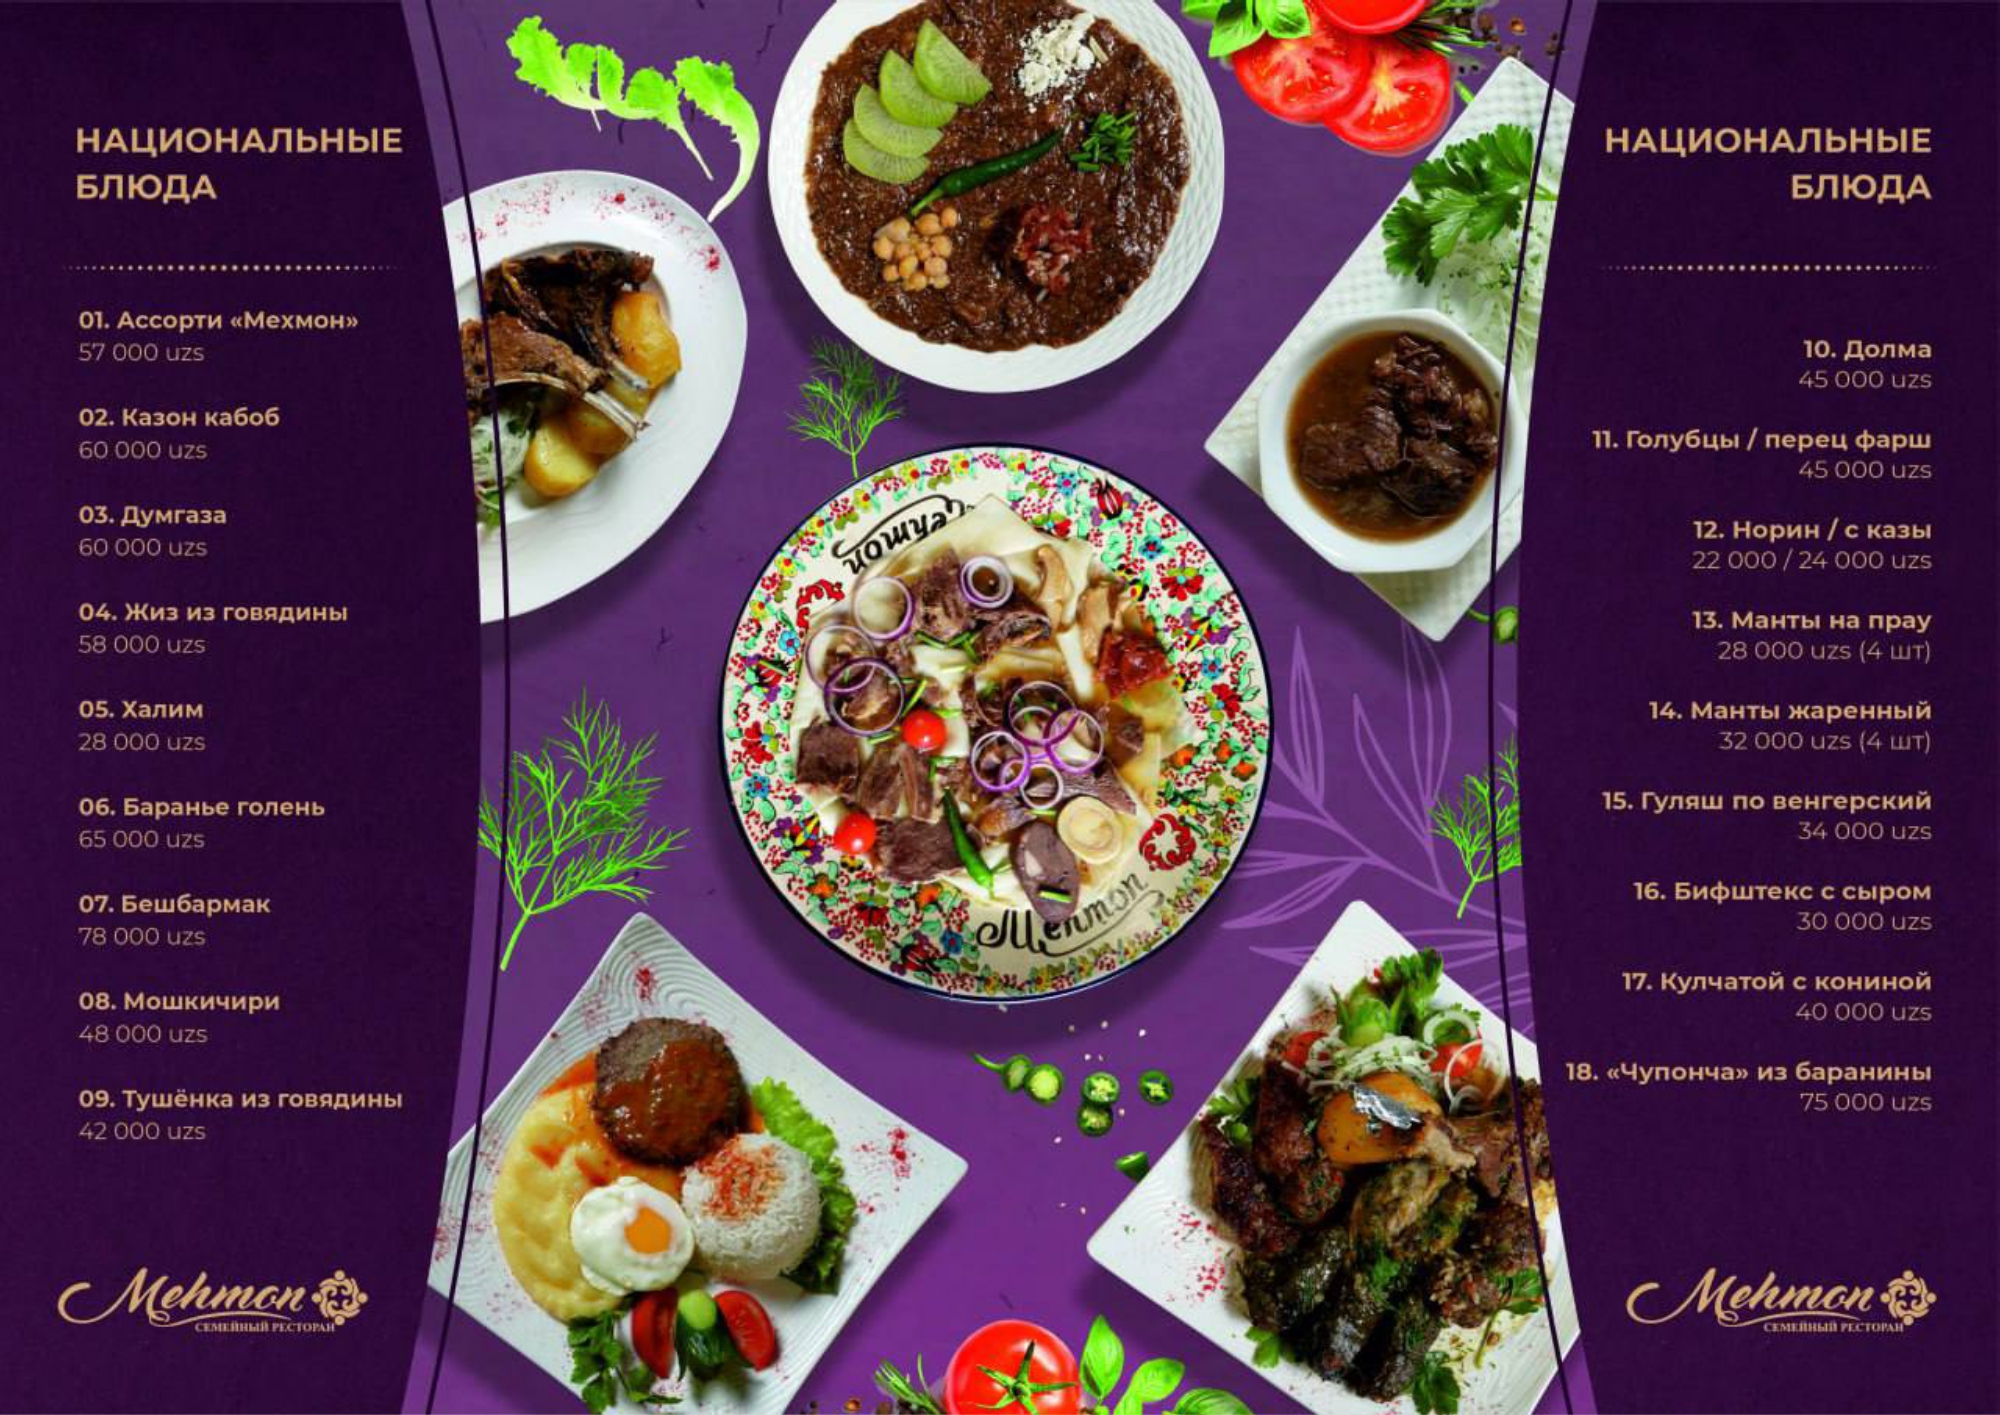 НАЦИОНАЛЬНЫЕ
БЛЮДА
01. Ассорти «Мехмон»
57 000 uzs
02. Казон кабоб
60 000 uzs
03. Думгаза
60 000 uzs
04. Жиз из говядины
58 000 uzs
05. Халим
28 000 uzs
06. Баранье голень
65 000 uzs
07. Бешбармак
78 000 uzs
08. Мошкичири
48 000 uzs
09. Тушёнка из говядины
42 000 uzs
Mehmon
СЕМЕЙНЫЙ РЕСТОРАН
Мехмон
Mehmon
НАЦИОНАЛЬНЫЕ
БЛЮДА
10. Долма
45 000 uzs
11. Голубцы / перец фарш
45 000 uzs
12. Норин / с казы
22 000 / 24 000 uzs
13. Манты на прау
28 000 uzs (4 шт)
14. Манты жаренный
32 000 uzs (4 шт)
15. Гуляш по венгерский
34 000 uzs
16. Бифштекс с сыром
30 000 uzs
17. Кулчатой с кониной
40 000 uzs
18. «Чупонча» из баранины
75 000 uzs
Mehmon
СЕМЕЙНЫЙ РЕСТОРАН